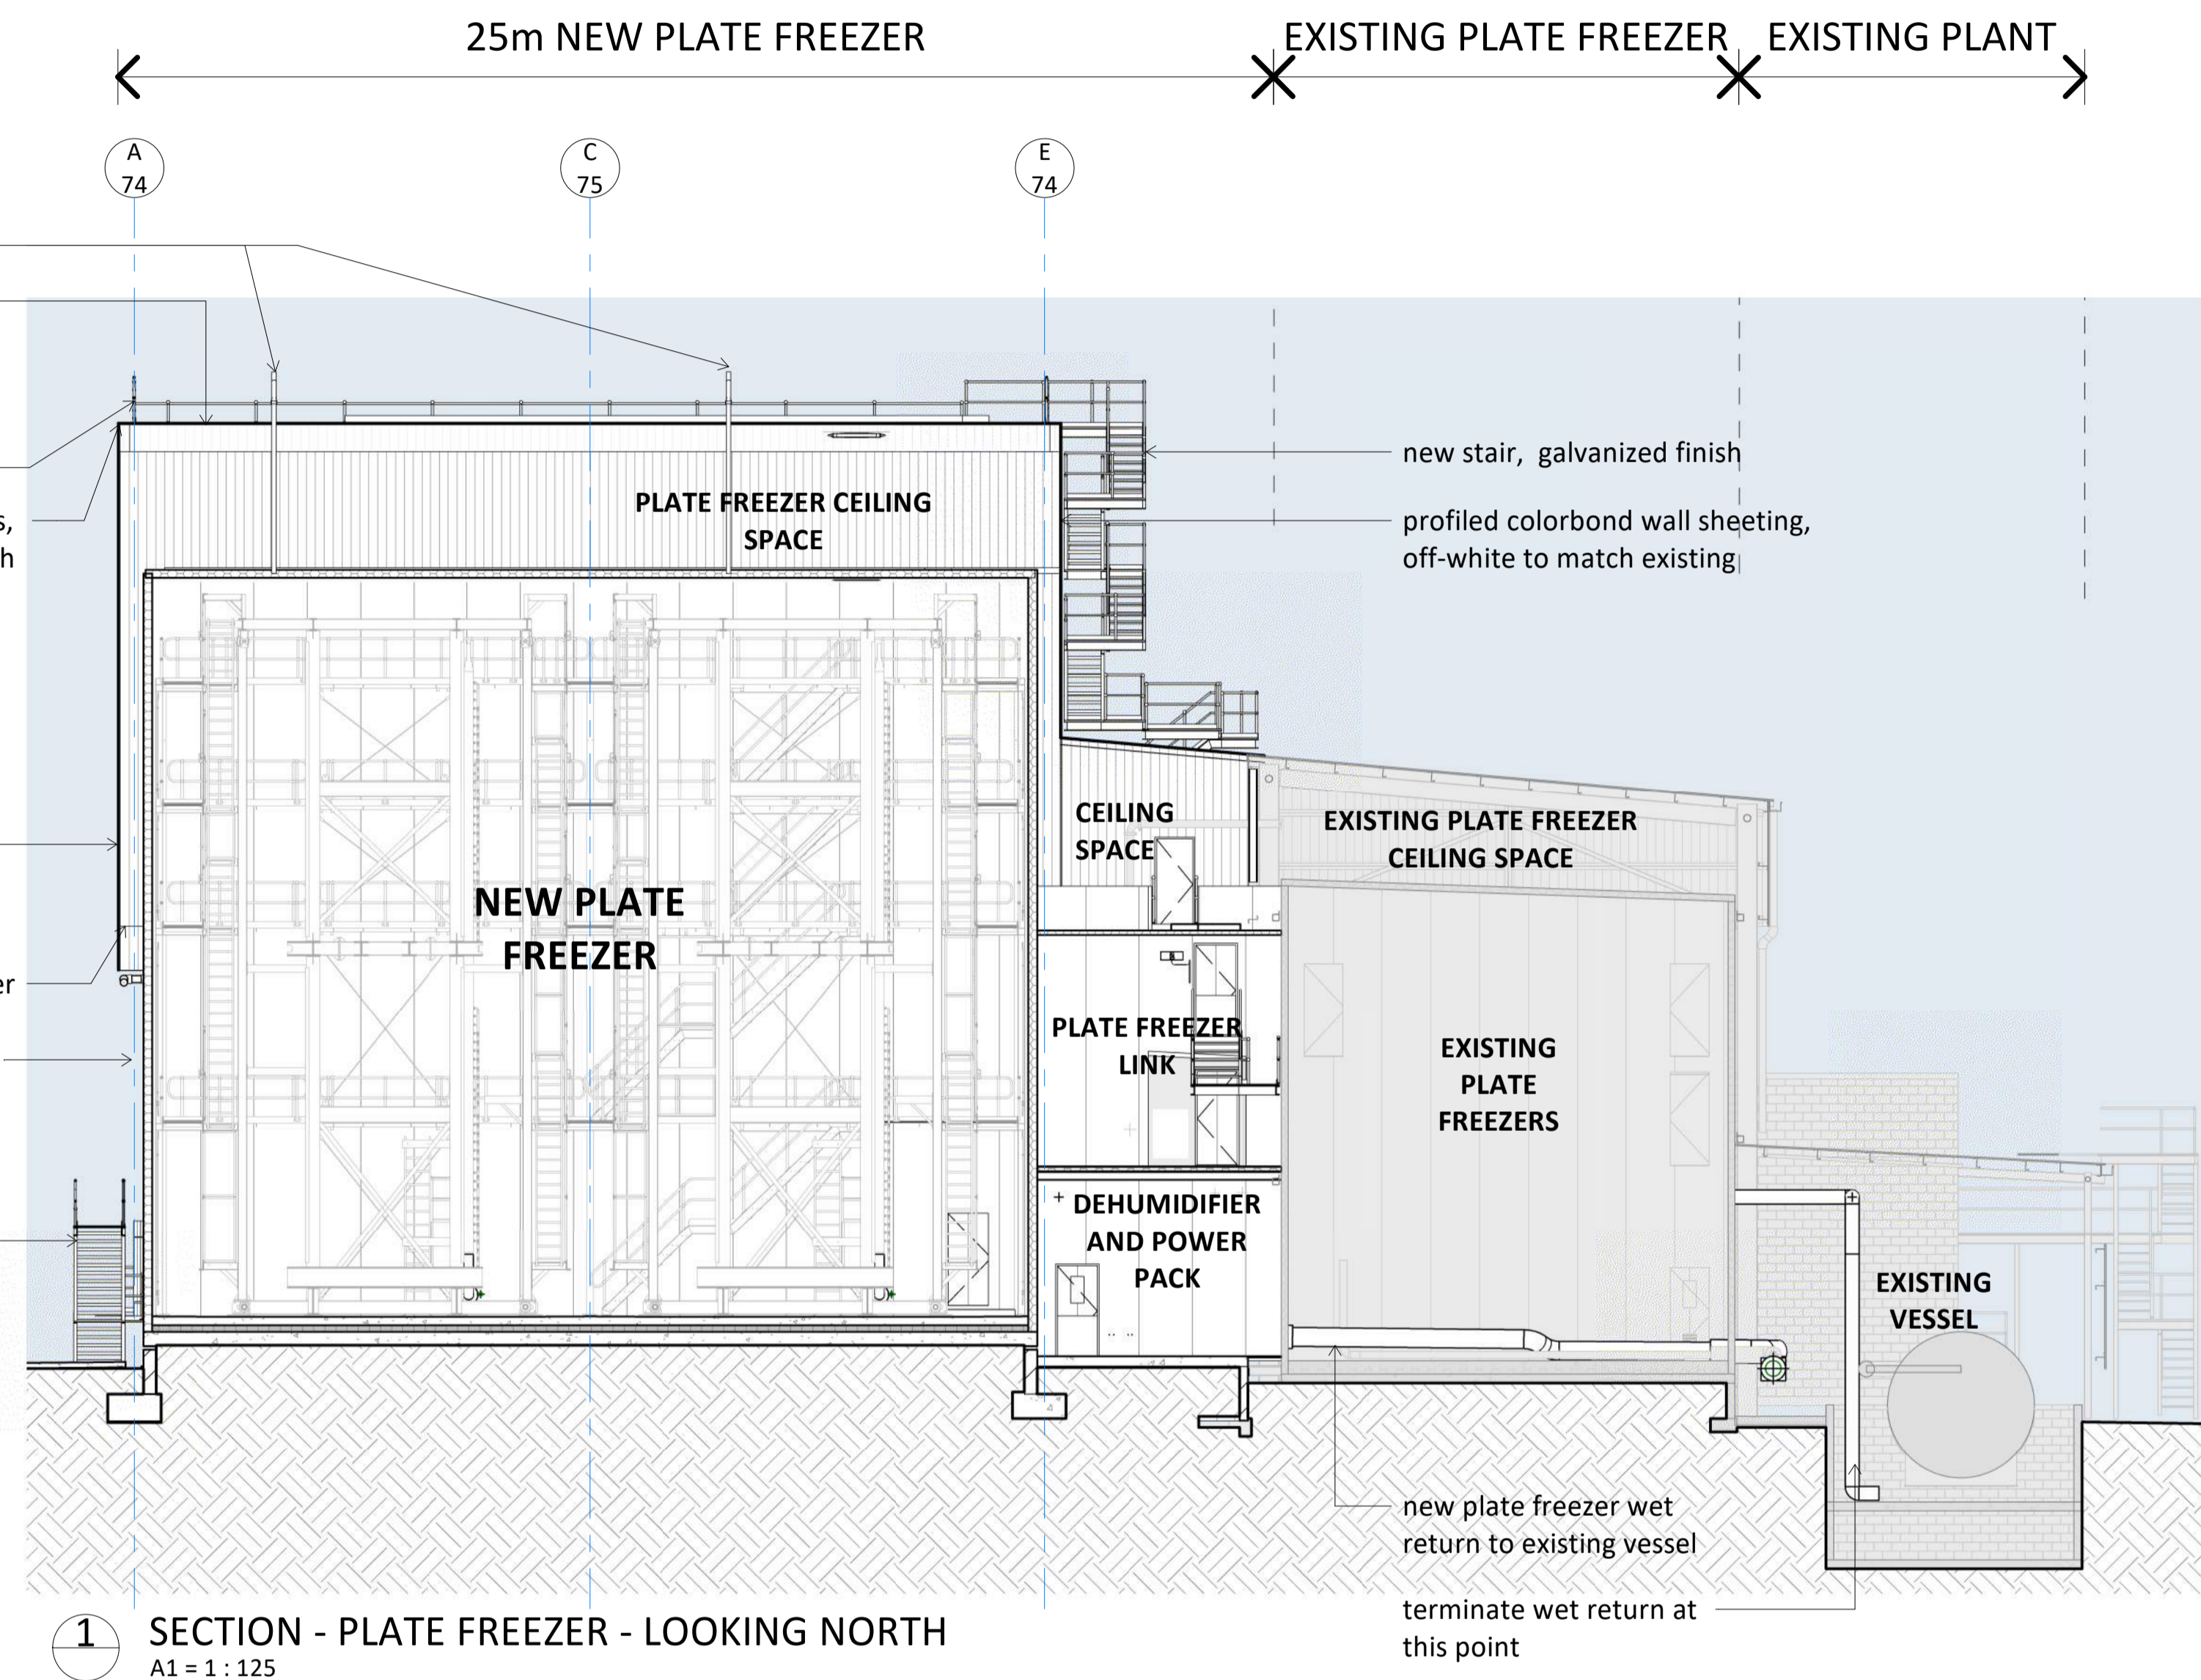 25m NEW PLATE FREEZER
EXISTING PLATE FREEZER
EXISTING PLANT
A
74
C
75
E
74
new stair, galvanized finish
s,
h
profiled colorbond wall sheeting,
off-white to match existing
PLATE FREEZER CEILING
SPACE
CEILING
SPACE
EXISTING PLATE FREEZER
CEILING SPACE
NEW PLATE
FREEZER
er
PLATE FREEZER
LINK
EXISTING
PLATE
FREEZERS
DEHUMIDIFIER
AND POWER
PACK
EXISTING
VESSEL
new plate freezer wet
return to existing vessel
terminate wet return at
this point
1
SECTION - PLATE FREEZER - LOOKING NORTH
A1 = 1 : 125